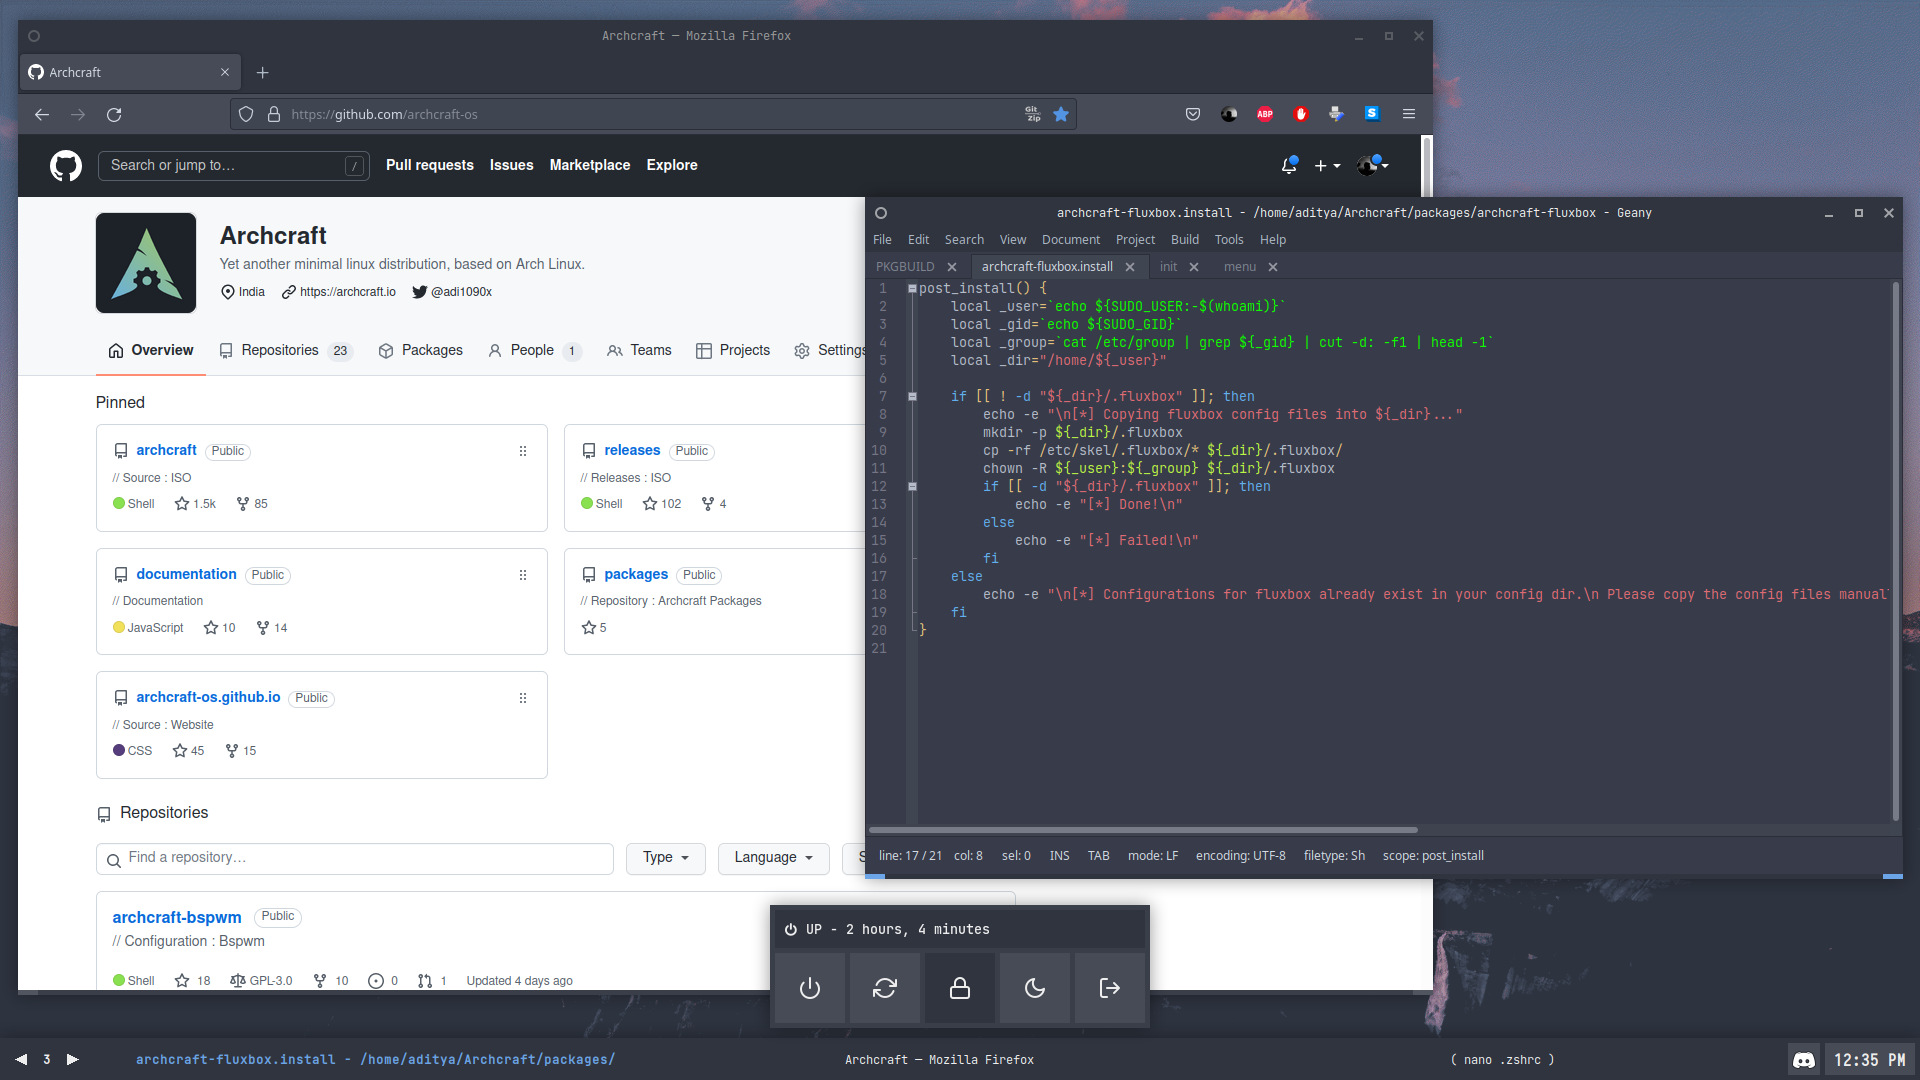 Archcraft — Mozilla Firefox
Archcraft
https://github.com/archcraft-os
Git
Zip
ABP
S
Search or jump to…
/
Pull requests
Issues
Marketplace
Explore
Archcraft
Yet another minimal linux distribution, based on Arch Linux.
India
https://archcraft.io
@adi1090x
Overview
Repositories 23
Packages
People 1
Teams
Projects
Settings
Pinned
archcraft Public
// Source : ISO
Shell 1.5k 85
releases Public
// Releases : ISO
Shell 102 4
documentation Public
// Documentation
JavaScript 10 14
packages Public
// Repository : Archcraft Packages
5
archcraft-os.github.io Public
// Source : Website
CSS 45 15
Repositories
Find a repository…
Type
Language
S
archcraft-bspwm Public
// Configuration : Bspwm
Shell 18 GPL-3.0 10 0 1 Updated 4 days ago
archcraft-fluxbox.install - /home/aditya/Archcraft/packages/archcraft-fluxbox - Geany
File Edit Search View Document Project Build Tools Help
PKGBUILD archcraft-fluxbox.install init menu
1 post_install() {
2 local _user=`echo ${SUDO_USER:-$(whoami)}`
3 local _gid=`echo ${SUDO_GID}`
4 local _group=`cat /etc/group | grep ${_gid} | cut -d: -f1 | head -1`
5 local _dir="/home/${_user}"
6
7 if [[ ! -d "${_dir}/.fluxbox" ]]; then
8 echo -e "\n[*] Copying fluxbox config files into ${_dir}..."
9 mkdir -p ${_dir}/.fluxbox
10 cp -rf /etc/skel/.fluxbox/* ${_dir}/.fluxbox/
11 chown -R ${_user}:${_group} ${_dir}/.fluxbox
12 if [[ -d "${_dir}/.fluxbox" ]]; then
13 echo -e "[*] Done!\n"
14 else
15 echo -e "[*] Failed!\n"
16 fi
17 else
18 echo -e "\n[*] Configurations for fluxbox already exist in your config dir.\n Please copy the config files manual
19 fi
20 }
21
line: 17 / 21 col: 8 sel: 0 INS TAB mode: LF encoding: UTF-8 filetype: Sh scope: post_install
UP - 2 hours, 4 minutes
3
archcraft-fluxbox.install - /home/aditya/Archcraft/packages/
Archcraft — Mozilla Firefox
( nano .zshrc )
12:35 PM